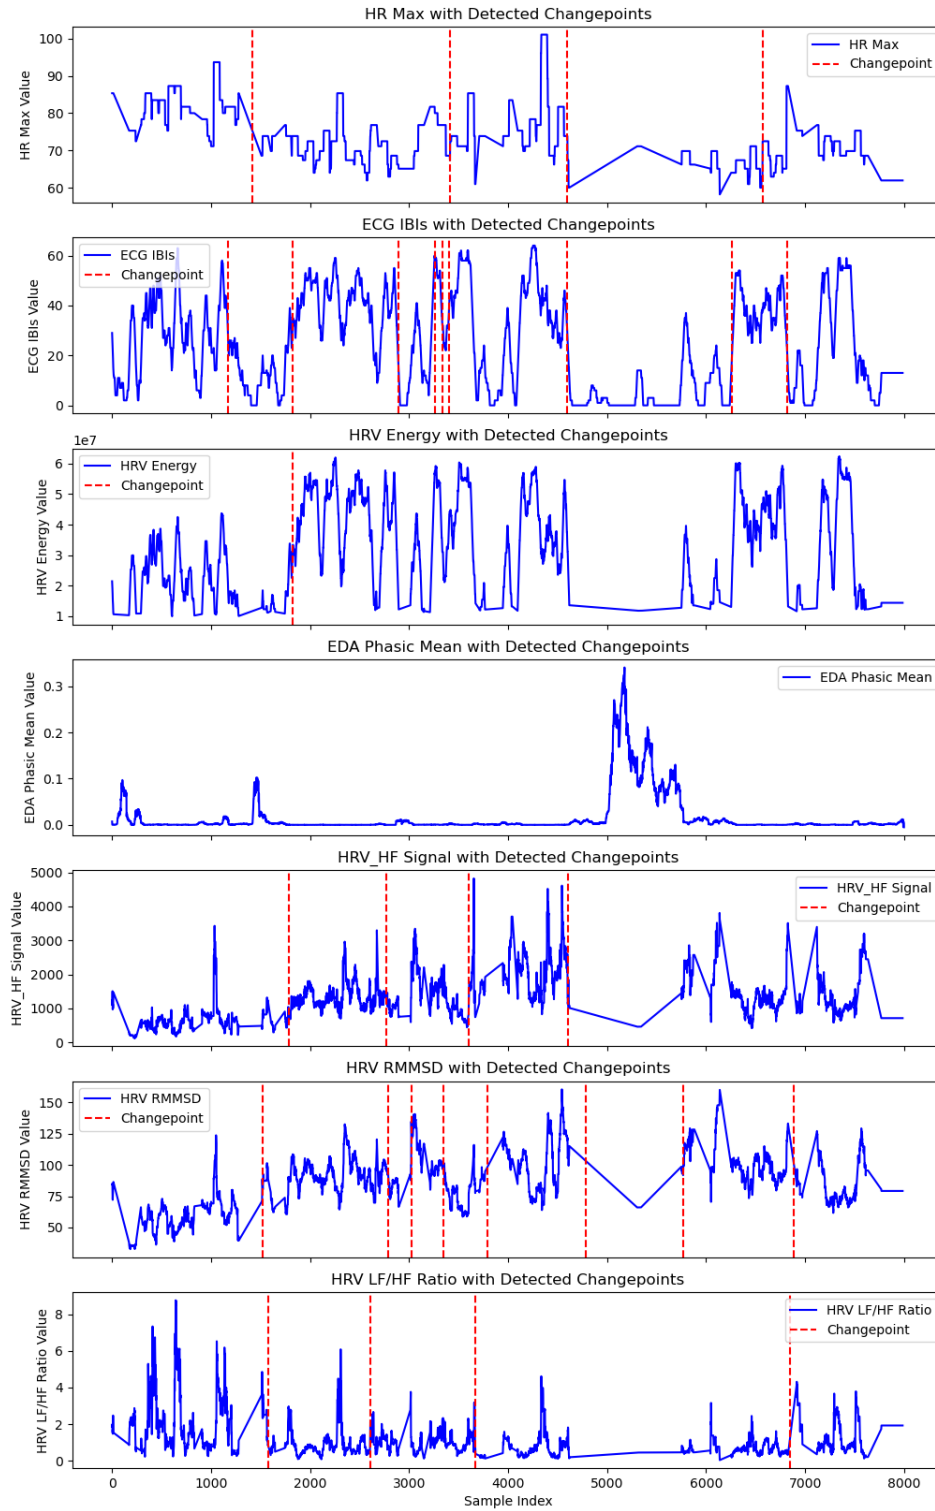 HR Max with Detected Changepoints
100
90
80
70
60
HR Max Value
HR Max
Changepoint
ECG IBIs with Detected Changepoints
60
40
20
0
ECG IBIs Value
ECG IBIs
Changepoint
HRV Energy with Detected Changepoints
1e7
6
5
4
3
2
1
HRV Energy Value
HRV Energy
Changepoint
EDA Phasic Mean with Detected Changepoints
0.3
0.2
0.1
0.0
EDA Phasic Mean Value
EDA Phasic Mean
HRV_HF Signal with Detected Changepoints
5000
4000
3000
2000
1000
0
HRV_HF Signal Value
HRV_HF Signal
Changepoint
HRV RMMSD with Detected Changepoints
150
125
100
75
50
HRV RMMSD Value
HRV RMMSD
Changepoint
HRV LF/HF Ratio with Detected Changepoints
8
6
4
2
0
HRV LF/HF Ratio Value
HRV LF/HF Ratio
Changepoint
0 1000 2000 3000 4000 5000 6000 7000 8000
Sample Index